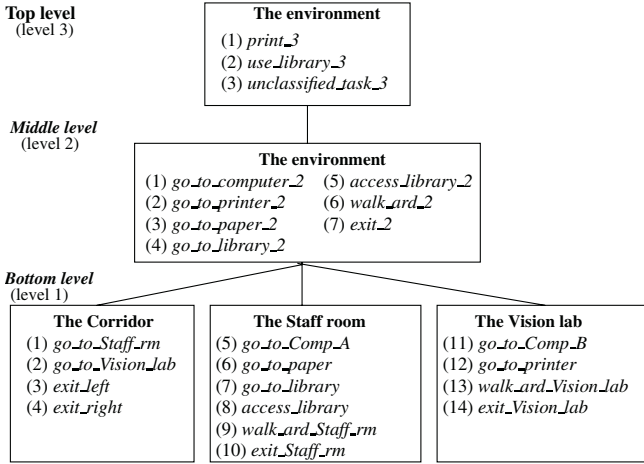 Top level
(level 3)
The environment
(1) print_3
(2) use_library_3
(3) unclassified_task_3
Middle level
(level 2)
The environment
(1) go_to_computer_2
(2) go_to_printer_2
(3) go_to_paper_2
(4) go_to_library_2
(5) access_library_2
(6) walk_ard_2
(7) exit_2
Bottom level
(level 1)
The Corridor
(1) go_to_Staff_rm
(2) go_to_Vision_lab
(3) exit_left
(4) exit_right
The Staff room
(5) go_to_Comp_A
(6) go_to_paper
(7) go_to_library
(8) access_library
(9) walk_ard_Staff_rm
(10) exit_Staff_rm
The Vision lab
(11) go_to_Comp_B
(12) go_to_printer
(13) walk_ard_Vision_lab
(14) exit_Vision_lab